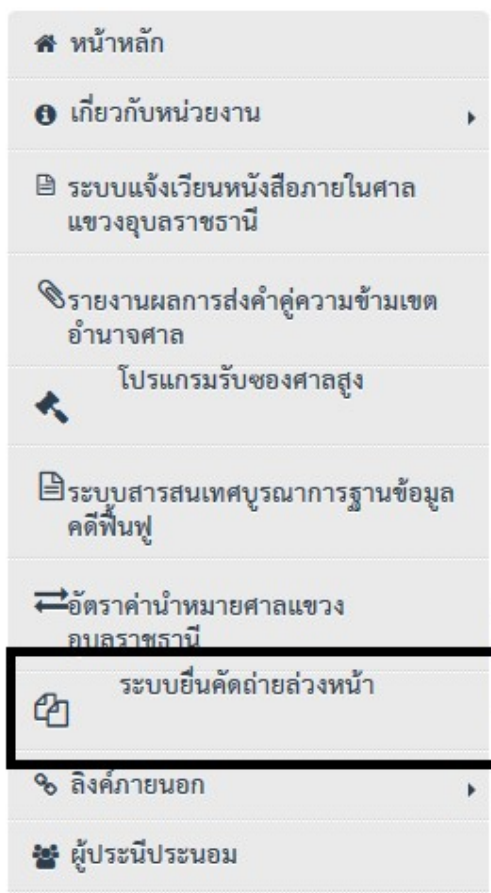 หน้าหลัก
เกี่ยวกับหน่วยงาน
ระบบแจ้งเวียนหนังสือภายในศาล
แขวงอุบลราชธานี
รายงานผลการส่งคำคู่ความข้ามเขต
อำนาจศาล
โปรแกรมรับซองศาลสูง
ระบบสารสนเทศบูรณาการฐานข้อมูล
คดีฟื้นฟู
อัตราค่านำหมายศาลแขวง
อุบลราชธานี
ระบบยื่นคัดถ่ายล่วงหน้า
ลิงค์ภายนอก
ผู้ประนีประนอม